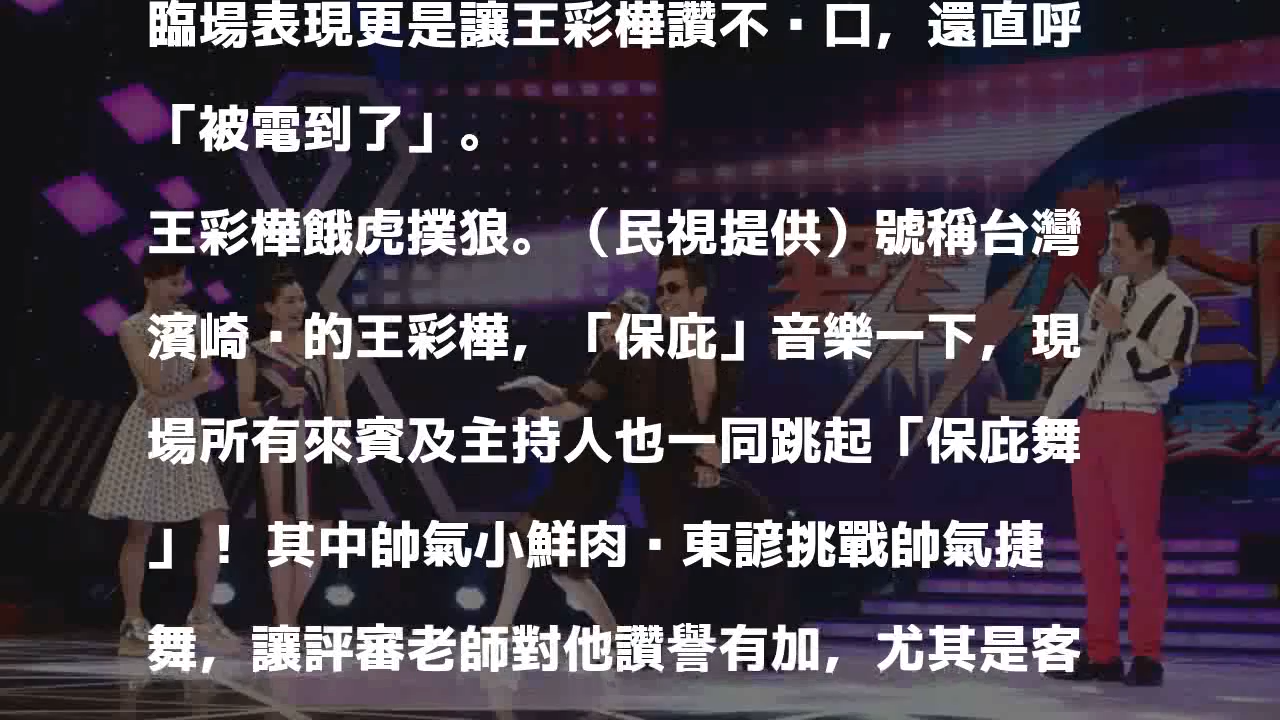 臨場表現更是讓王彩樺讚不·口，還直呼
「被電到了」。
王彩樺餓虎撲狼。（民視提供）號稱台灣
濱崎·的王彩樺，「保庇」音樂一下，現
場所有來賓及主持人也一同跳起「保庇舞
」！其中帥氣小鮮肉·東諺挑戰帥氣捷
舞，讓評審老師對他讚譽有加，尤其是客